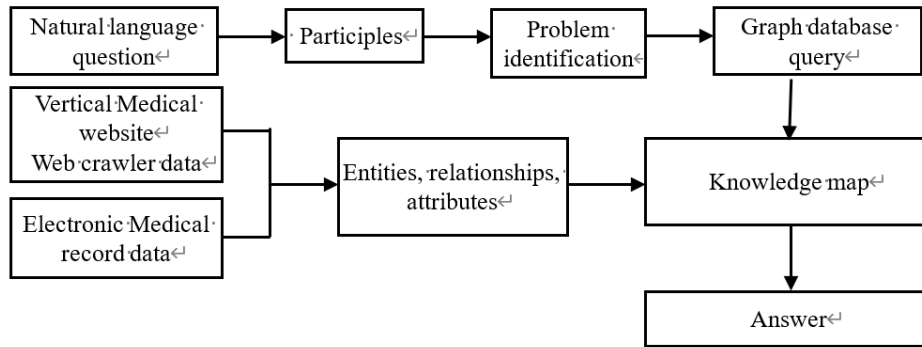 Natural language
question
Participles
Problem
identification
Graph database
query
Vertical Medical
website
Web crawler data
Entities, relationships,
attributes
Knowledge map
Electronic Medical
record data
Answer